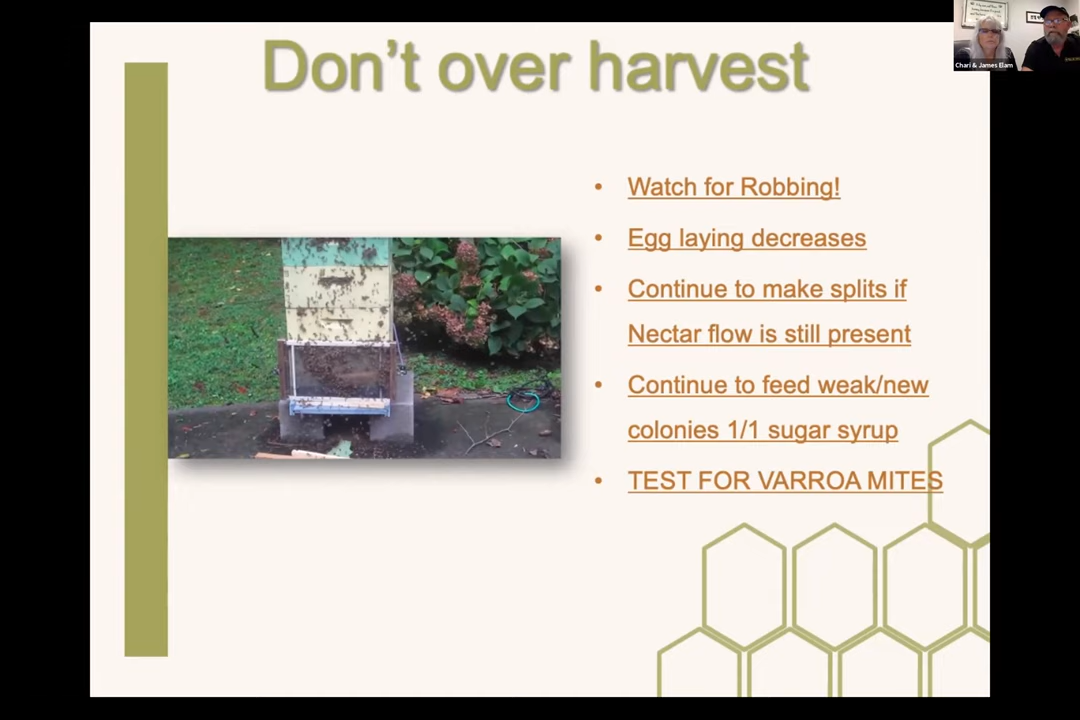 Don't over harvest
Chari & James Elam
• Watch for Robbing!
• Egg laying decreases
• Continue to make splits if
Nectar flow is still present
• Continue to feed weak/new
colonies 1/1 sugar syrup
• TEST FOR VARROA MITES